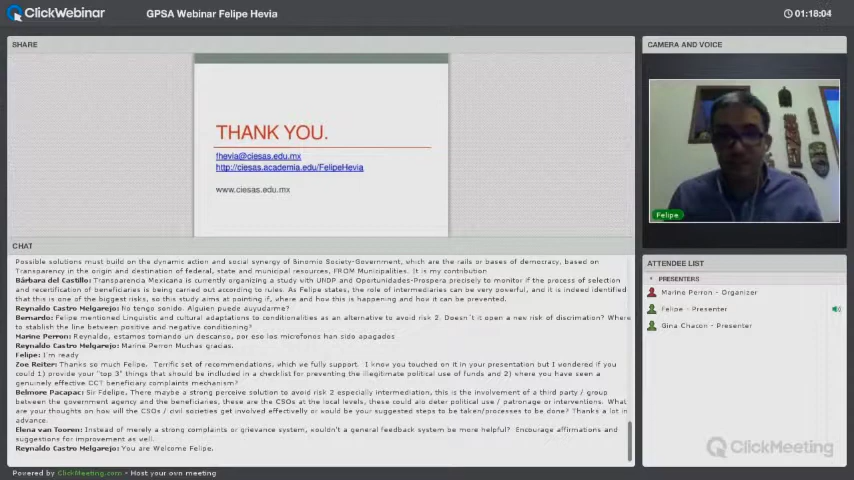 ClickWebinar
GPSA Webinar Felipe Hevia
01:18:04
SHARE
THANK YOU.
fhevia@ciesas.edu.mx
http://ciesas.academia.edu/FelipeHevia
www.ciesas.edu.mx
CAMERA AND VOICE
Felipe
CHAT
Possible solutions must build on the dynamic action and social synergy of Binomio Society-Government, which are the rails or bases of democracy, based on
Transparency in the origin and destination of federal, state and municipal resources, FROM Municipalities. It is my contribution
Bárbara del Castillo: Transparenda Mexicana is currently organizing a study with UNDP and Oportunidades-Prospera precisely to monitor if the process of selection
and recertification of beneficiaries is being carried out according to rules. As Felipe states, the role of intermediaries can be very powerful, and it is indeed identified
that this is one of the biggest risks, so this study aims at pointing if, where and how this is happening and how it can be prevented.
Reynaldo Castro Melgarejo: No tengo sonido. Alguien puede auyudarme?
Bernardo: Felipe mentioned Linguistic and cultural adaptations to conditionalities as an alternative to avoid risk 2. Doesn't it open a new risk of discrimation? Where
to stablish the line between positive and negative conditioning?
Marine Perron: Reynaldo, estamos tomando un descanso, por eso los microfonos han sido apagados
Reynaldo Castro Melgarejo: Marine Perron Muchas gracias.
Felipe: I'm ready
Zoe Reiter: Thanks so much Felipe. Terrific set of recommendations, which we fully support. I know you touched on it in your presentation but I wondered if you
could 1) provide your "top 3" things that should be included in a checklist for preventing the illegitimate political use of funds and 2) where you have seen a
genuinely effective CCT beneficiary complaints mechanism?
Belmore Pacapac: Sir Fdelipe, There maybe a strong perceive solution to avoid risk 2 especially intermediation, this is the involvement of a third party / group
between the government agency and the beneficiaries, these are the CSOs at the local levels, these could alo deter political use / patronage or interventions. What
are your thoughts on how will the CSOs / civil societies get involved effectivelly or would be your suggested steps to be taken/processes to be done? Thanks a lot in
advance.
Elena van Tooren: Instead of merely a strong complaints or grievance system, wouldn't a general feedback system be more helpful? Encourage affirmations and
suggestions for improvement as well.
Reynaldo Castro Melgarejo: You are Welcome Felipe.
ATTENDEE LIST
PRESENTERS
Marine Perron - Organizer
Felipe - Presenter
Gina Chacon - Presenter
ClickMeeting
Powered by ClickMeeting.com - Host your own meeting